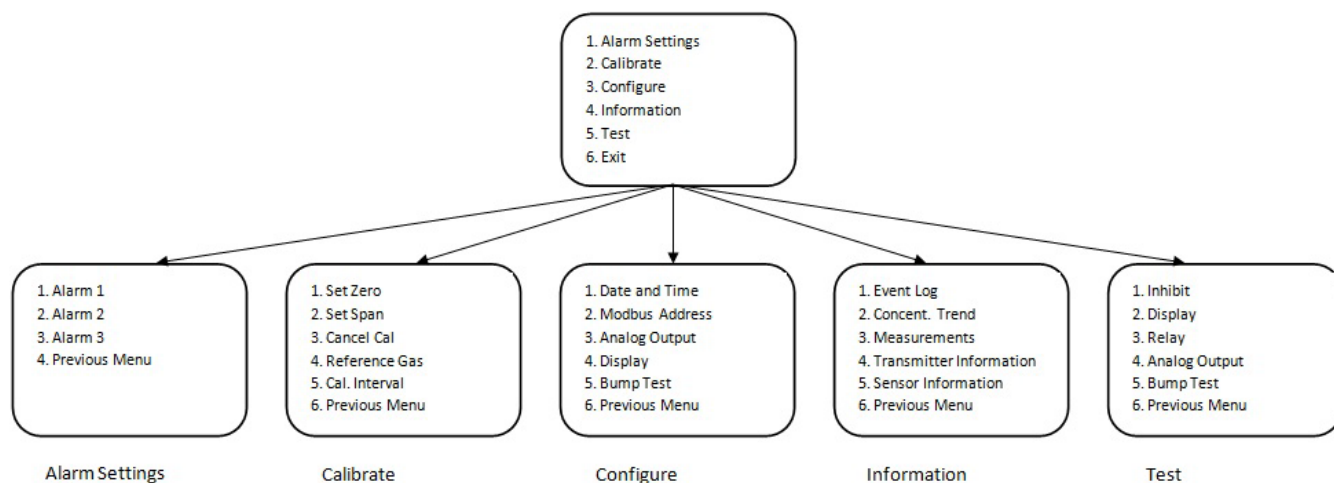 1. Alarm Settings
2. Calibrate
3. Configure
4. Information
5. Test
6. Exit
1. Alarm 1
2. Alarm 2
3. Alarm 3
4. Previous Menu
1. Set Zero
2. Set Span
3. Cancel Cal
4. Reference Gas
5. Cal. Interval
6. Previous Menu
1. Date and Time
2. Modbus Address
3. Analog Output
4. Display
5. Bump Test
6. Previous Menu
1. Event Log
2. Concent. Trend
3. Measurements
4. Transmitter Information
5. Sensor Information
6. Previous Menu
1. Inhibit
2. Display
3. Relay
4. Analog Output
5. Bump Test
6. Previous Menu
Alarm Settings
Calibrate
Configure
Information
Test